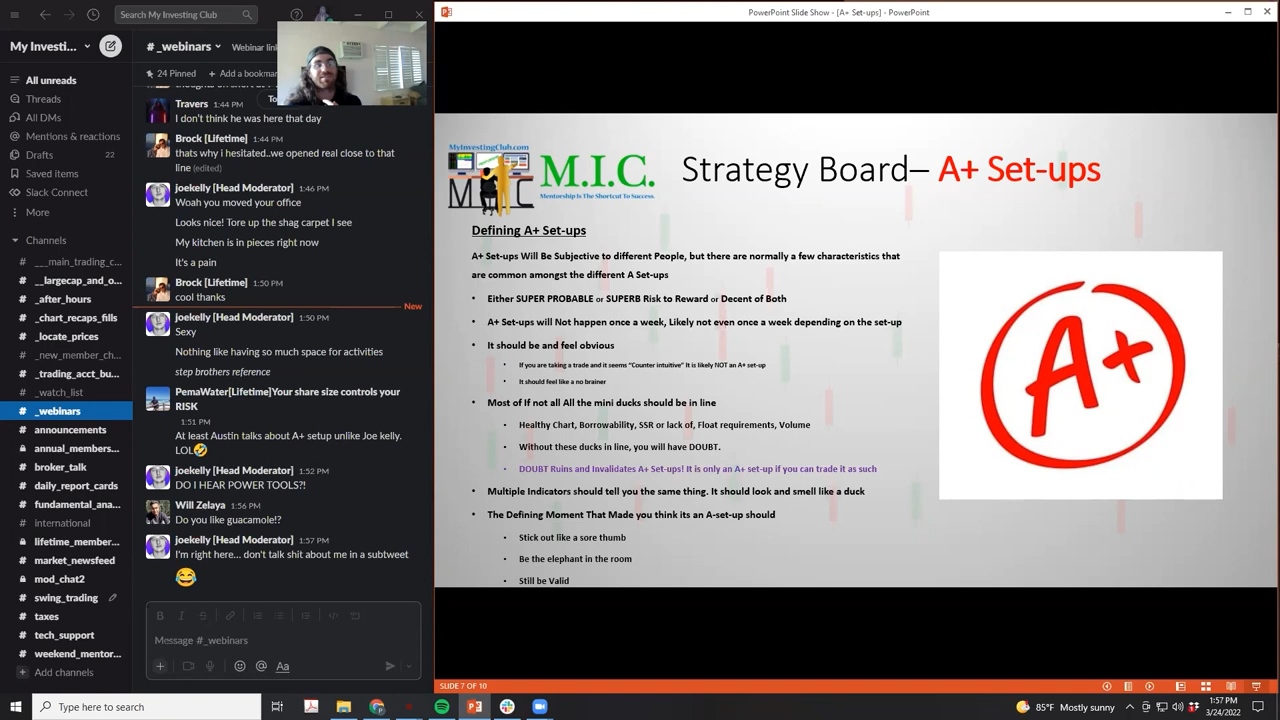 My Investin...
Webinar link
24 Pinned
Add a bookmark
All unreads
Threads
All DMs
Mentions & reactions
Drafts
22
Saved items
Slack Connect
More
Channels
___main_trading_c...
__largecap_and_o...
_after_hours
_chart_recaps_fills
_locate_probs
_new_member_ch...
_tradict_alerts
_watch_list
_webinars
announcements
annual_members...
broker_talk
daily_report_crds
fundamental_ana...
international
lifetime_member...
marketnewsfeed
mod_chat2
swing_trading
taxes
tech_support
weekend_mentor...
Add channels
Travers 1:44 PM
I don't think he was here that day
Brock [Lifetime] 1:44 PM
thats why i hesitated..we opened real close to that line(entered)
joekelly [Head Moderator] 1:46 PM
Woah you moved your office
Looks nice! Though no shag carpet I see
My kitchen is in pieces right now
It's a pain
Brock [Lifetime] 1:50 PM
cool thanks
New
joekelly [Head Moderator] 1:50 PM
Sexy
Nothing like having so much space for activities
step brothers reference
PemaWater[Lifetime]Your share size controls your RISK
1:51 PM
At least Austin talks about A+ setup unlike Joe kelly. LOL🤣
joekelly [Head Moderator] 1:52 PM
DO I HEAR POWER TOOLS?!
Will Zelaya 1:56 PM
Do you like guacamole!?
joekelly [Head Moderator] 1:57 PM
I'm right here... don't talk shit about me in a subtweet
😂
Message #_webinars
Aa
PowerPoint Slide Show - [A+ Set-ups] - PowerPoint
MyInvestingClub.com
MIC
M.I.C.
Mentorship Is The Shortcut To Success.
Strategy Board– A+ Set-ups
Defining A+ Set-ups
A+ Set-ups Will Be Subjective to different People, but there are normally a few characteristics that
are common amongst the different A Set-ups
• Either SUPER PROBABLE or SUPERB Risk to Reward or Decent of Both
• A+ Set-ups will Not happen once a week, Likely not even once a week depending on the set-up
• It should be and feel obvious
• If you are taking a trade and it seems “Counter intuitive” It is likely NOT an A+ set-up
• It should feel like a no brainer
• Most of If not all All the mini ducks should be in line
• Healthy Chart, Borrowability, SSR or lack of, Float requirements, Volume
• Without these ducks in line, you will have DOUBT.
• DOUBT Ruins and Invalidates A+ Set-ups! It is only an A+ set-up if you can trade it as such
• Multiple Indicators should tell you the same thing. It should look and smell like a duck
• The Defining Moment That Made you think its an A-set-up should
• Stick out like a sore thumb
• Be the elephant in the room
• Still be Valid
A+
SLIDE 7 OF 10
Type here to search
85°F Mostly sunny
1:57 PM
3/24/2022